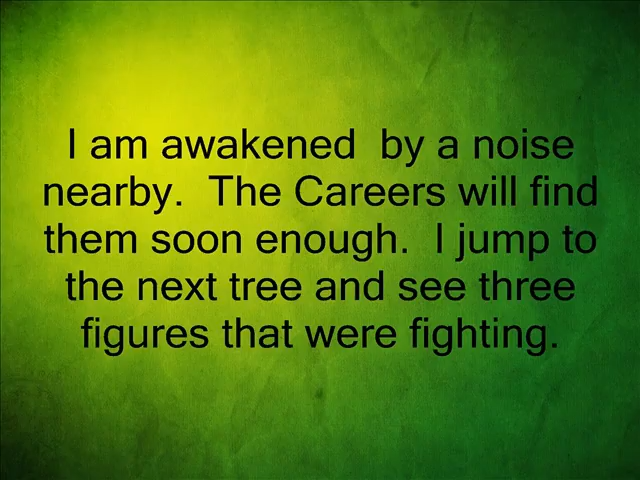 I am awakened  by a noise
nearby.  The Careers will find
them soon enough.  I jump to
the next tree and see three
figures that were fighting.